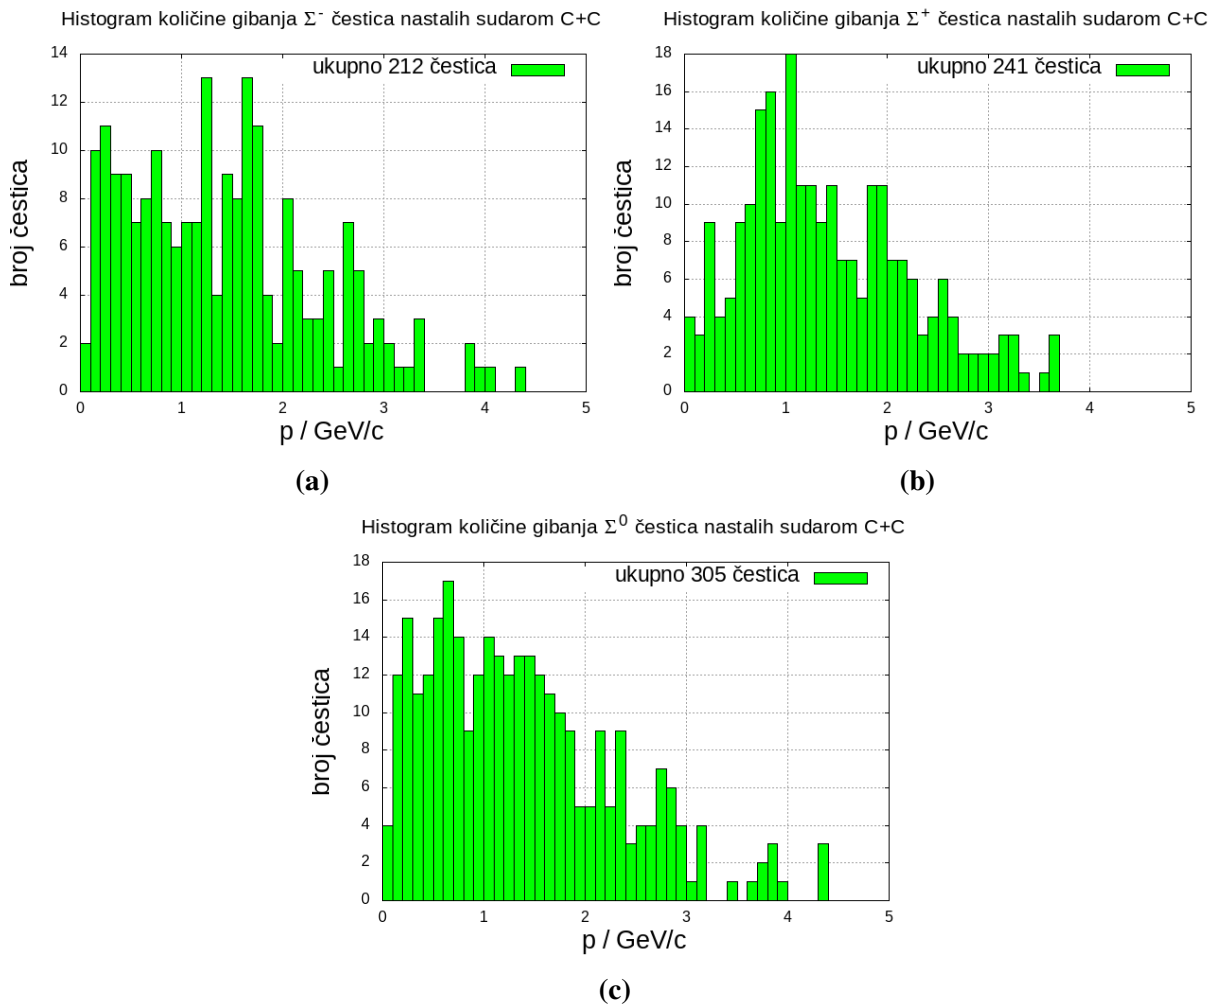 Histogram količine gibanja Σ⁻ čestica nastalih sudarom C+C
ukupno 212 čestica
14
12
10
8
6
4
2
0
broj čestica
0 1 2 3 4 5
p / GeV/c
(a)
Histogram količine gibanja Σ⁺ čestica nastalih sudarom C+C
ukupno 241 čestica
18
16
14
12
10
8
6
4
2
0
broj čestica
0 1 2 3 4 5
p / GeV/c
(b)
Histogram količine gibanja Σ⁰ čestica nastalih sudarom C+C
ukupno 305 čestica
18
16
14
12
10
8
6
4
2
0
broj čestica
0 1 2 3 4 5
p / GeV/c
(c)